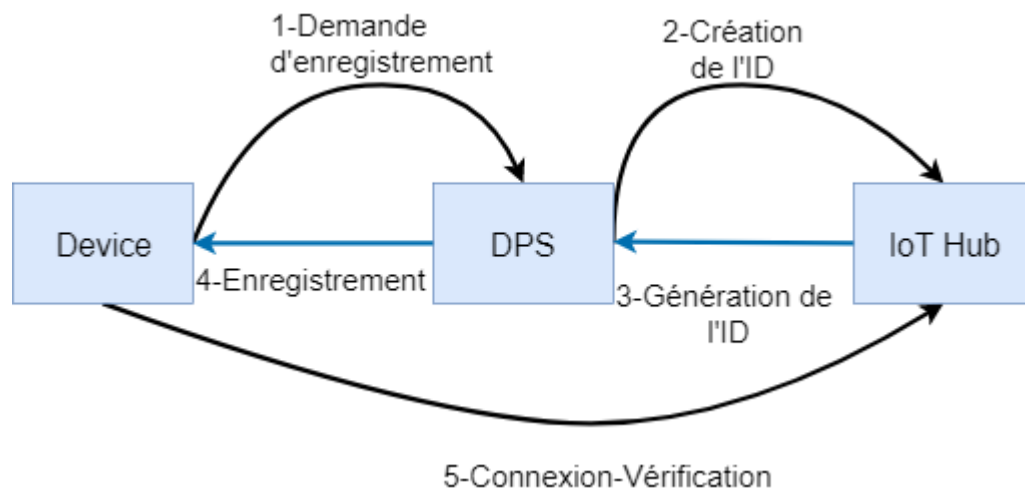 1-Demande
d'enregistrement
2-Création
de l'ID
Device
DPS
IoT Hub
4-Enregistrement
3-Génération de
l'ID
5-Connexion-Vérification